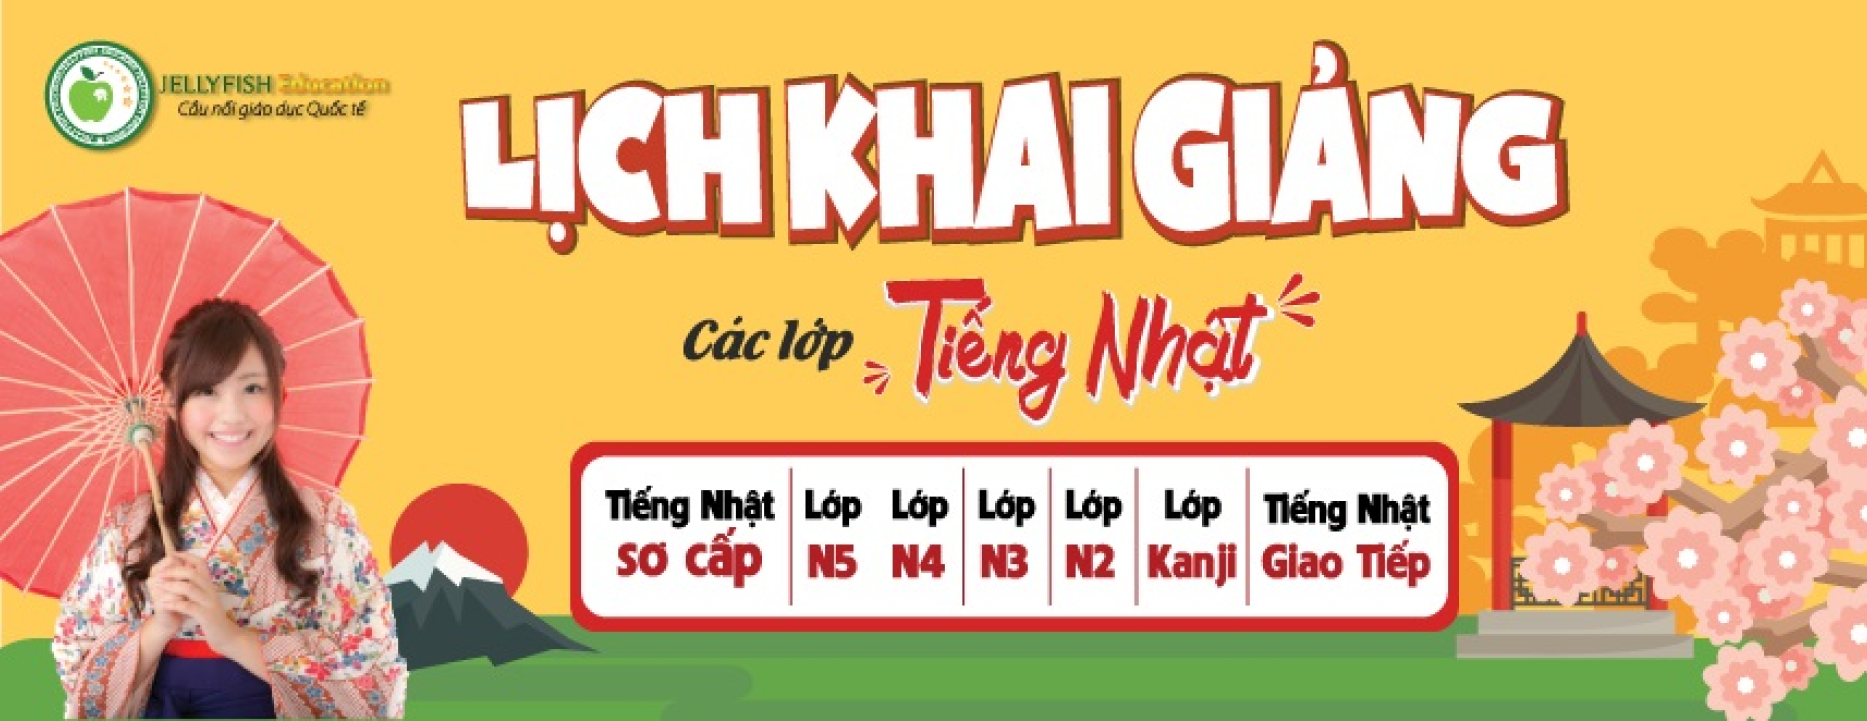 JELLYFISH Education
Cầu nối giáo dục Quốc tế
LỊCH KHAI GIẢNG
Các lớp Tiếng Nhật
Tiếng Nhật sơ cấp
Lớp N5
Lớp N4
Lớp N3
Lớp N2
Lớp Kanji
Tiếng Nhật Giao Tiếp